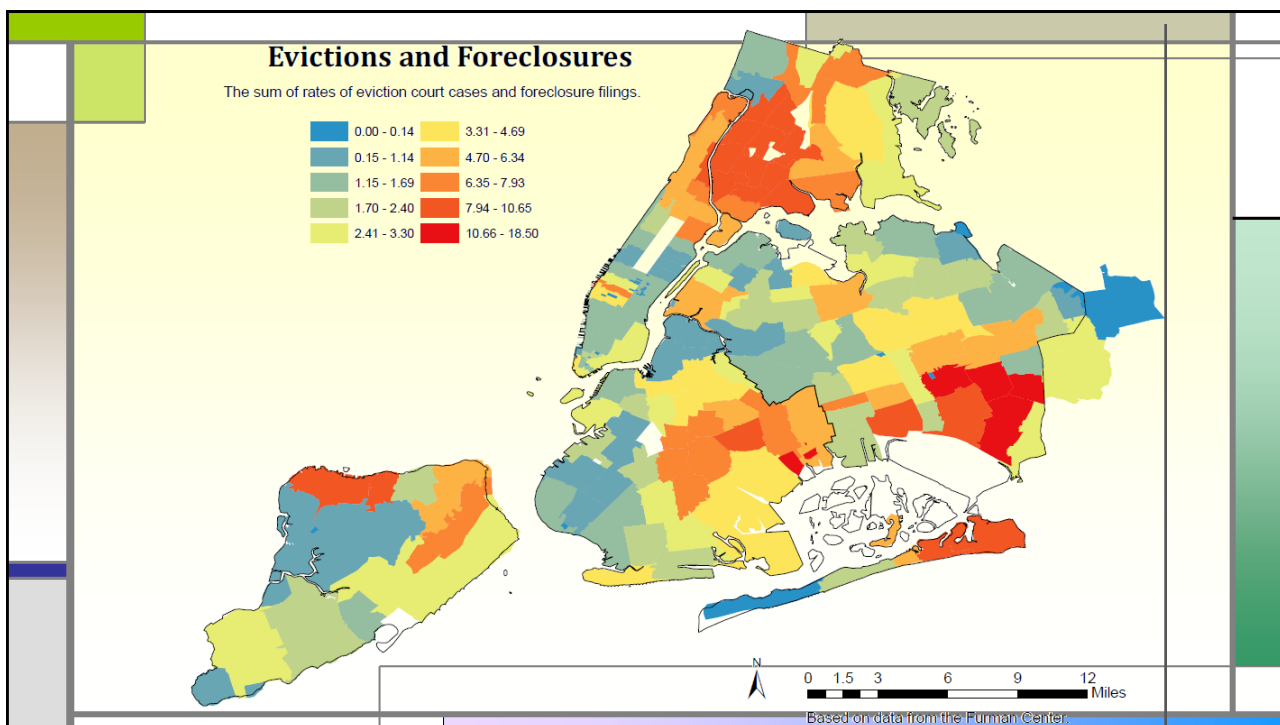 Evictions and Foreclosures
The sum of rates of eviction court cases and foreclosure filings.
0.00 - 0.14
3.31 - 4.69
0.15 - 1.14
4.70 - 6.34
1.15 - 1.69
6.35 - 7.93
1.70 - 2.40
7.94 - 10.65
2.41 - 3.30
10.66 - 18.50
N
0 1.5 3 6 9 12
Miles
Based on data from the Furman Center.